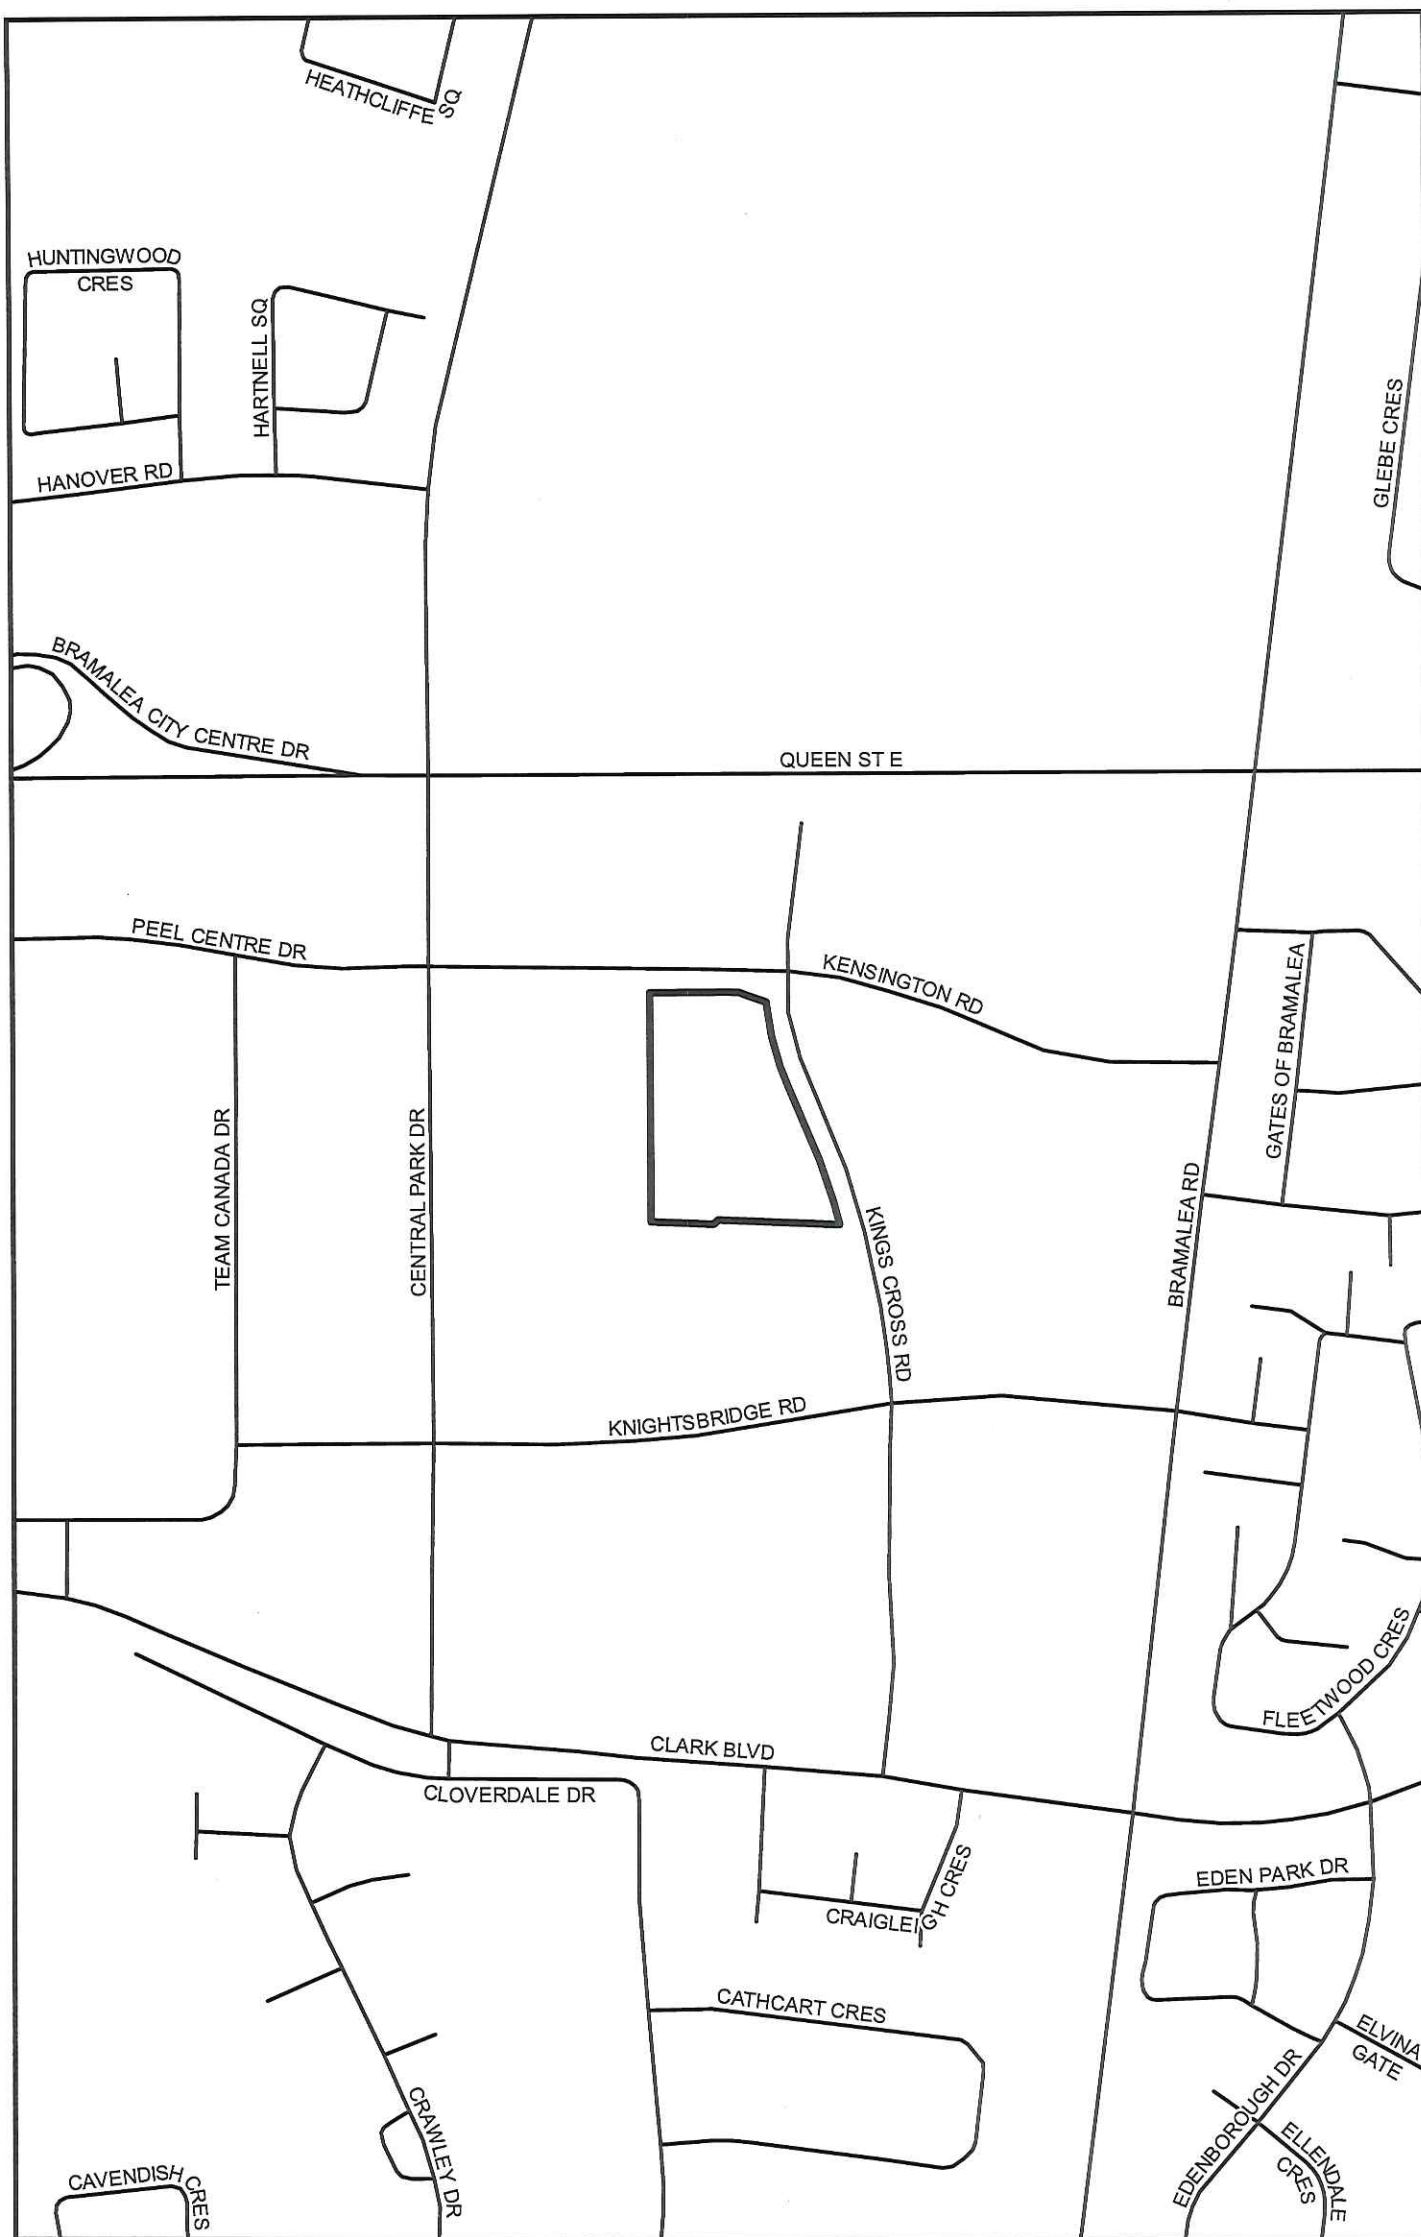 HEATHCLIFFE SQ
HUNTINGWOOD
CRES
HARTNELL SQ
HANOVER RD
GLEBE CRES
BRAMALEA CITY CENTRE DR
QUEEN ST E
PEEL CENTRE DR
KENSINGTON RD
GATES OF BRAMALEA
TEAM CANADA DR
CENTRAL PARK DR
BRAMALEA RD
KINGS CROSS RD
KNIGHTSBRIDGE RD
FLEETWOOD CRES
CLARK BLVD
CLOVERDALE DR
EDEN PARK DR
CRAIGLEIGH CRES
CATHCART CRES
ELVINA
GATE
EDENBOROUGH DR
ELLENDALE
CRES
CRAWLEY DR
CAVENDISH CRES